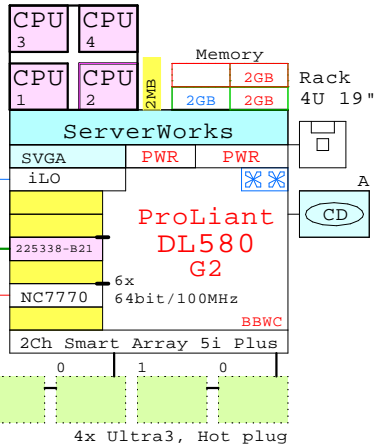 CPU CPU
3 4
Memory
CPU CPU
1 2
2MB
2GB
2GB 2GB
Rack
4U 19"
ServerWorks
SVGA PWR PWR
iLO
A
CD
ProLiant
DL580
G2
225338-B21
6x
NC7770 64bit/100MHz
BBWC
2Ch Smart Array 5i Plus
0 1 0
4x Ultra3, Hot plug